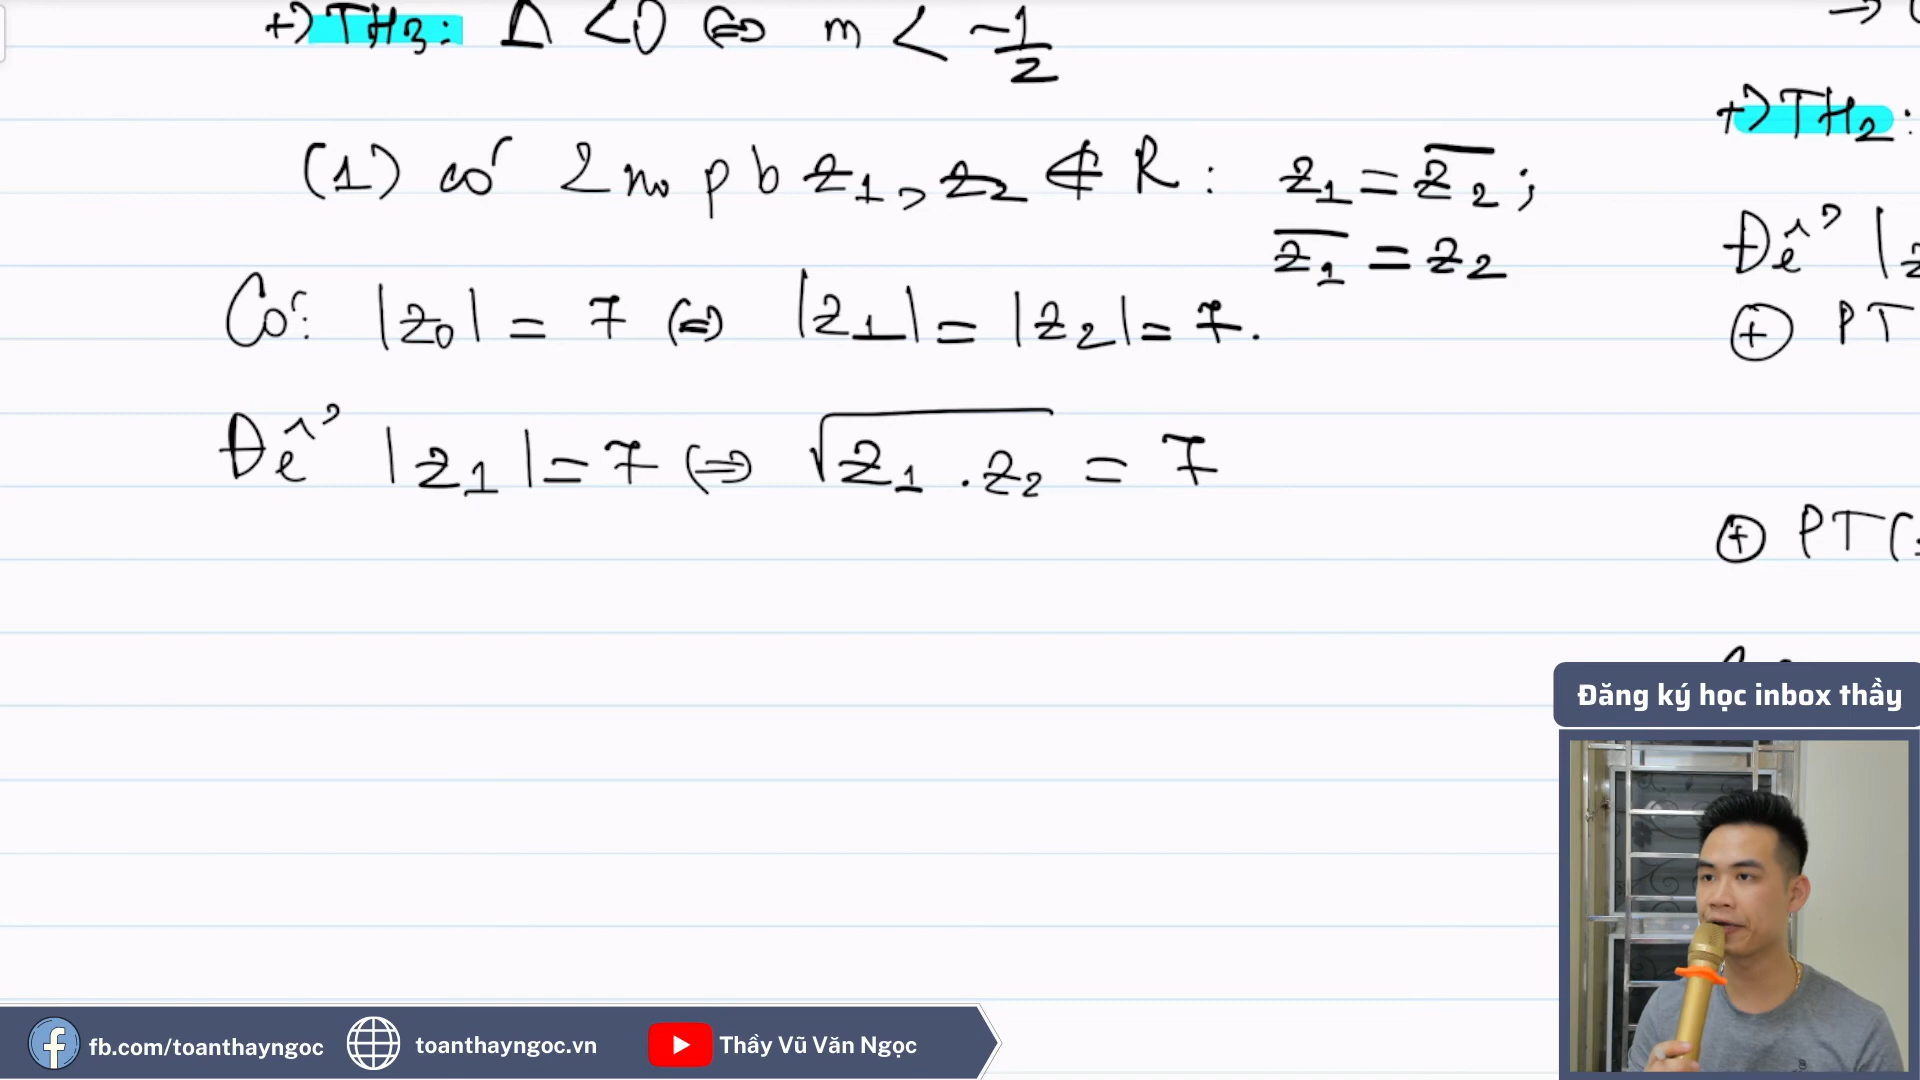 +) TH3: Δ < 0 ⇔ m < -1/2
(1) có 2 no pb z₁, z₂ ∉ R : z₁ = z̅₂ ;
z̅₁ = z₂
Có: |z₀| = 7 ⇔ |z₁| = |z₂| = 7.
Để |z₁| = 7 ⇔ √(z₁ . z₂) = 7
+) TH2 :
Để |z
⊕ PT
⊕ PT(
Đăng ký học inbox thầy
fb.com/toanthayngoc
toanthayngoc.vn
Thầy Vũ Văn Ngọc